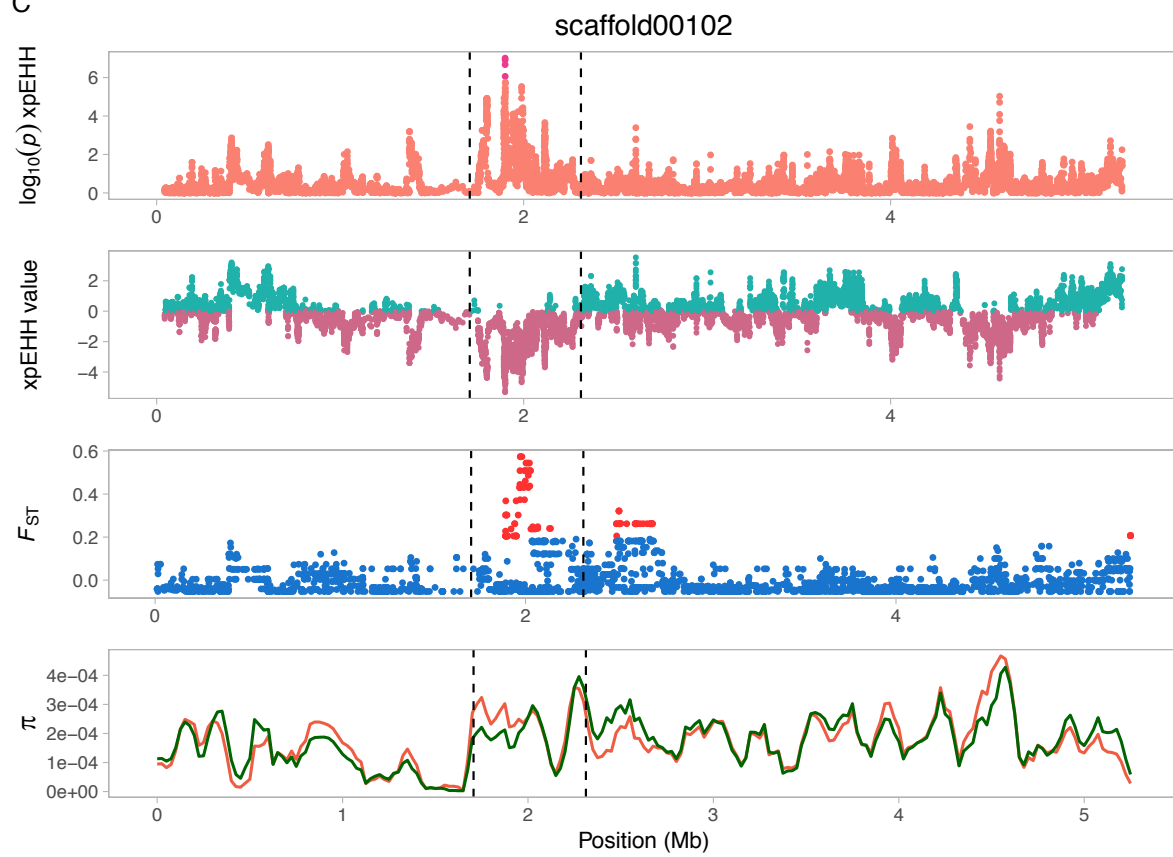 C
scaffold00102
log₁₀(p) xpEHH
6
4
2
0
0 2 4
xpEHH value
2
0
−2
−4
0 2 4
F_ST
0.6
0.4
0.2
0.0
0 2 4
π
4e−04
3e−04
2e−04
1e−04
0e+00
0 1 2 3 4 5
Position (Mb)